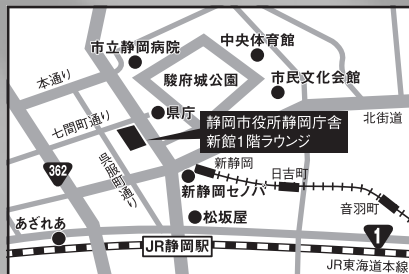 市立静岡病院
中央体育館
本通り
駿府城公園
市民文化会館
県庁
七間町通り
静岡市役所静岡庁舎
新館1階ラウンジ
北街道
呉服町通り
362
新静岡
日吉町
新静岡セノバ
音羽町
あざれあ
松坂屋
1
JR静岡駅
JR東海道本線